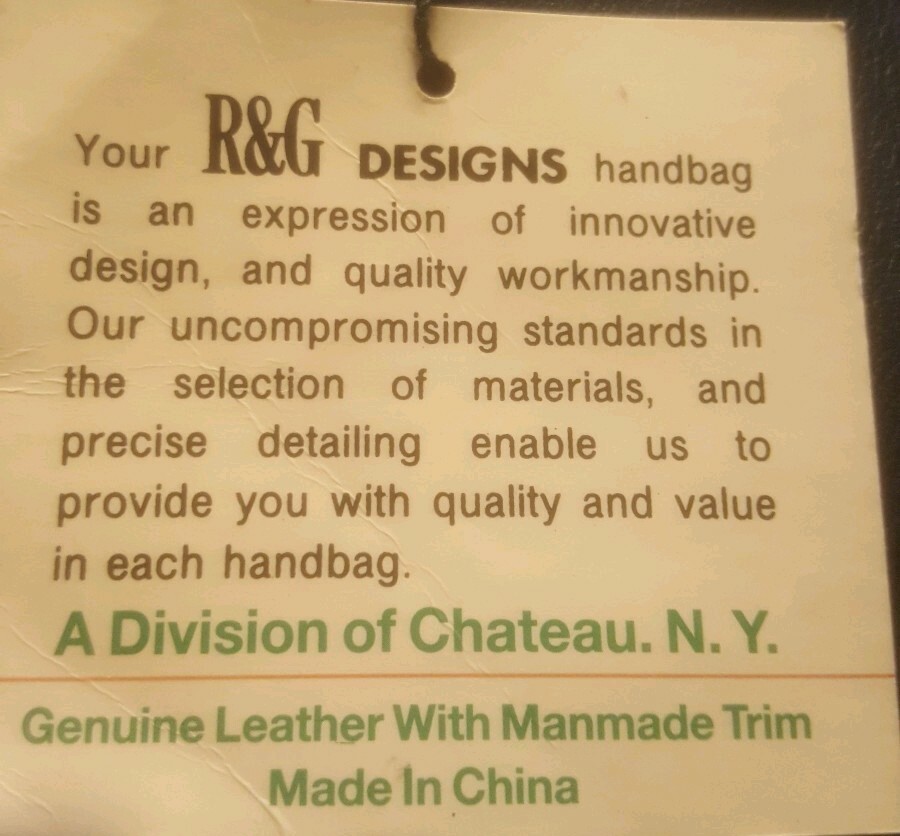 Your R&G DESIGNS handbag
is an expression of innovative
design, and quality workmanship.
Our uncompromising standards in
the selection of materials, and
precise detailing enable us to
provide you with quality and value
in each handbag.
A Division of Chateau. N. Y.
Genuine Leather With Manmade Trim
Made In China